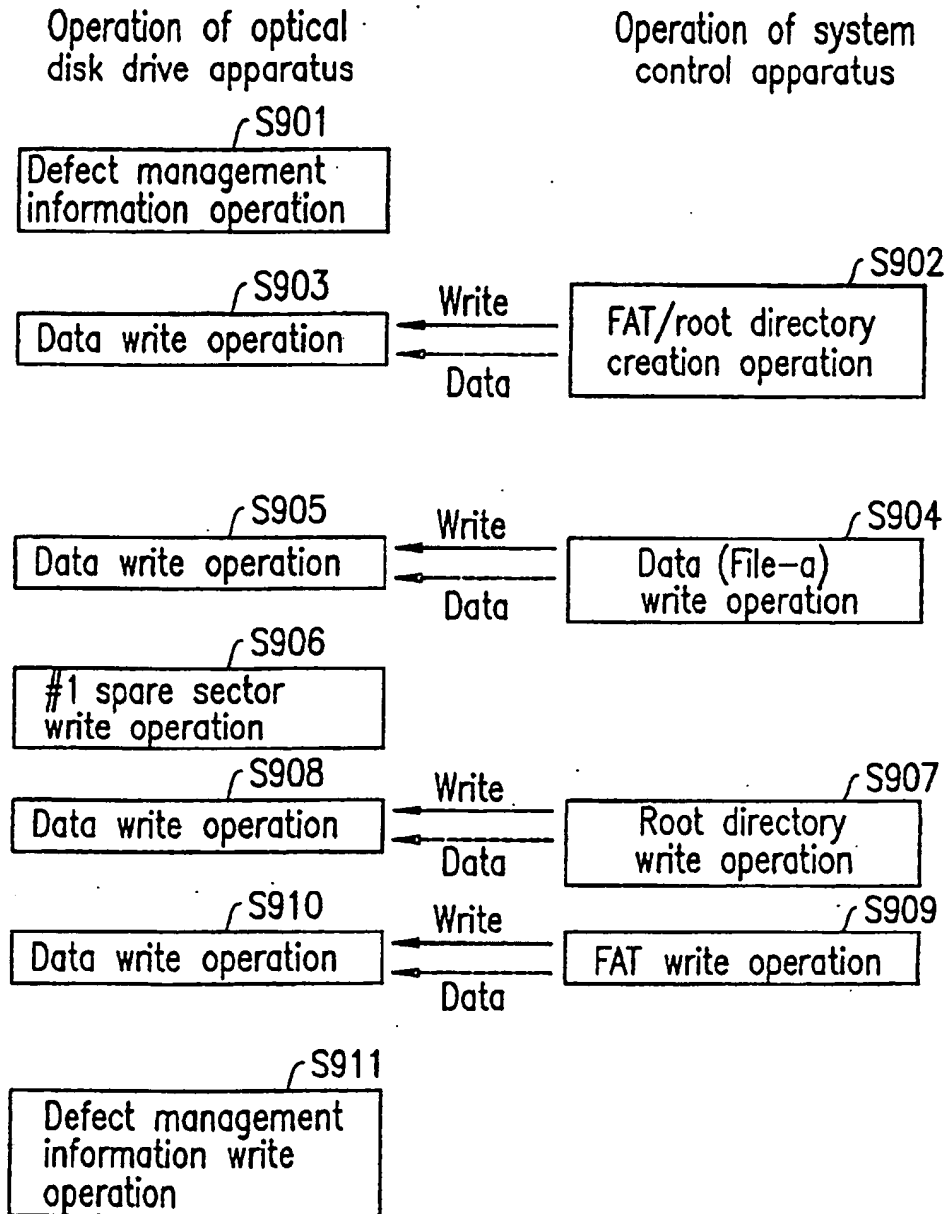 Operation of optical
disk drive apparatus
Operation of system
control apparatus
S901
Defect management
information operation
S902
FAT/root directory
creation operation
S903
Data write operation
Write
Data
S904
Data (File-a)
write operation
S905
Data write operation
Write
Data
S906
#1 spare sector
write operation
S907
Root directory
write operation
S908
Data write operation
Write
Data
S909
FAT write operation
S910
Data write operation
Write
Data
S911
Defect management
information write
operation